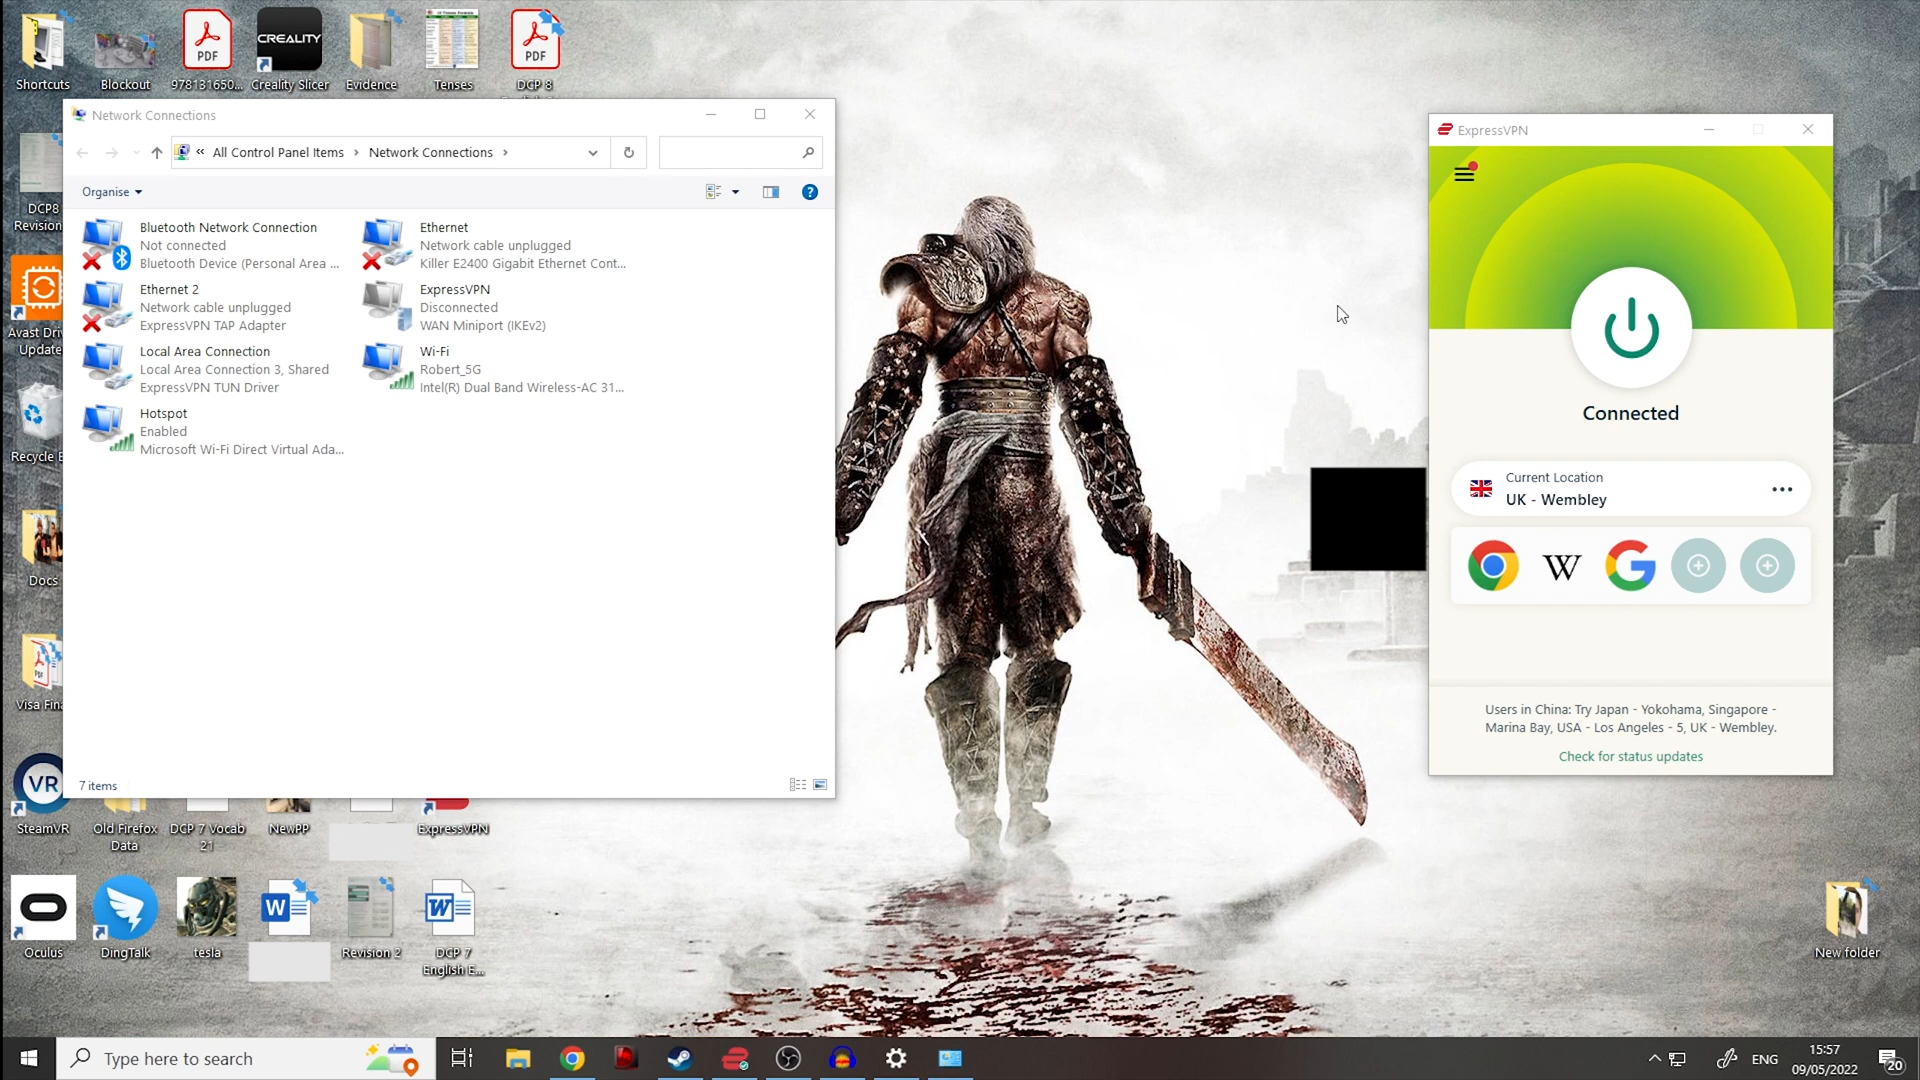 Shortcuts
Blockout
PDF
978131650...
CREALITY
Creality Slicer
Evidence
Tenses
PDF
DCP 8
Network Connections
« All Control Panel Items > Network Connections >
Organise
Bluetooth Network Connection
Not connected
Bluetooth Device (Personal Area ...
Ethernet
Network cable unplugged
Killer E2400 Gigabit Ethernet Cont...
Ethernet 2
Network cable unplugged
ExpressVPN TAP Adapter
ExpressVPN
Disconnected
WAN Miniport (IKEv2)
Local Area Connection
Local Area Connection 3, Shared
ExpressVPN TUN Driver
Wi-Fi
Robert_5G
Intel(R) Dual Band Wireless-AC 31...
Hotspot
Enabled
Microsoft Wi-Fi Direct Virtual Ada...
7 items
DCP8
Revision
Avast Dri
Update
Recycle
Docs
Visa Fin
VR
SteamVR
Old Firefox
Data
DCP 7 Vocab
21
NewPP
ExpressVPN
Oculus
DingTalk
tesla
W
Revision 2
W
DCP 7
English E...
ExpressVPN
Connected
Current Location
UK - Wembley
W
G
Users in China: Try Japan - Yokohama, Singapore -
Marina Bay, USA - Los Angeles - 5, UK - Wembley.
Check for status updates
New folder
Type here to search
ENG
15:57
09/05/2022
20